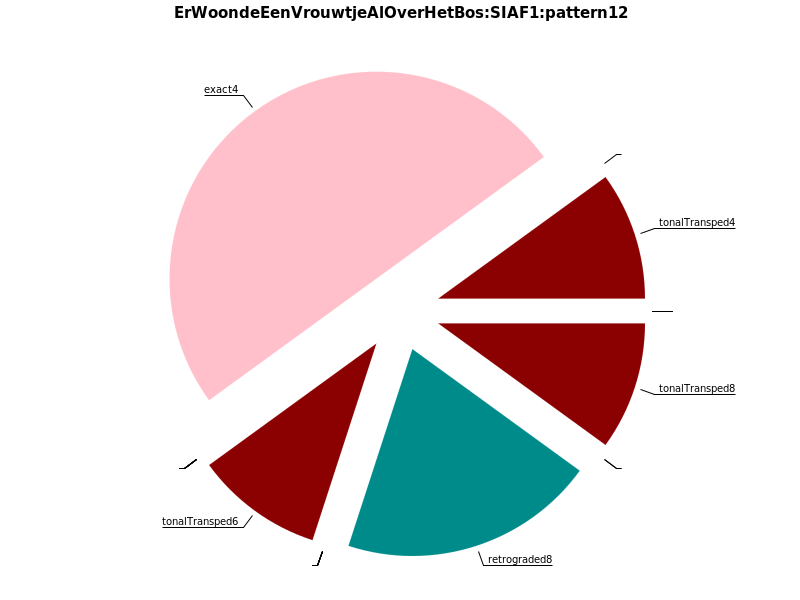 ErWoondeEenVrouwtjeAlOverHetBos:SIAF1:pattern12
exact4
tonalTransped4
tonalTransped8
tonalTransped6
retrograded8